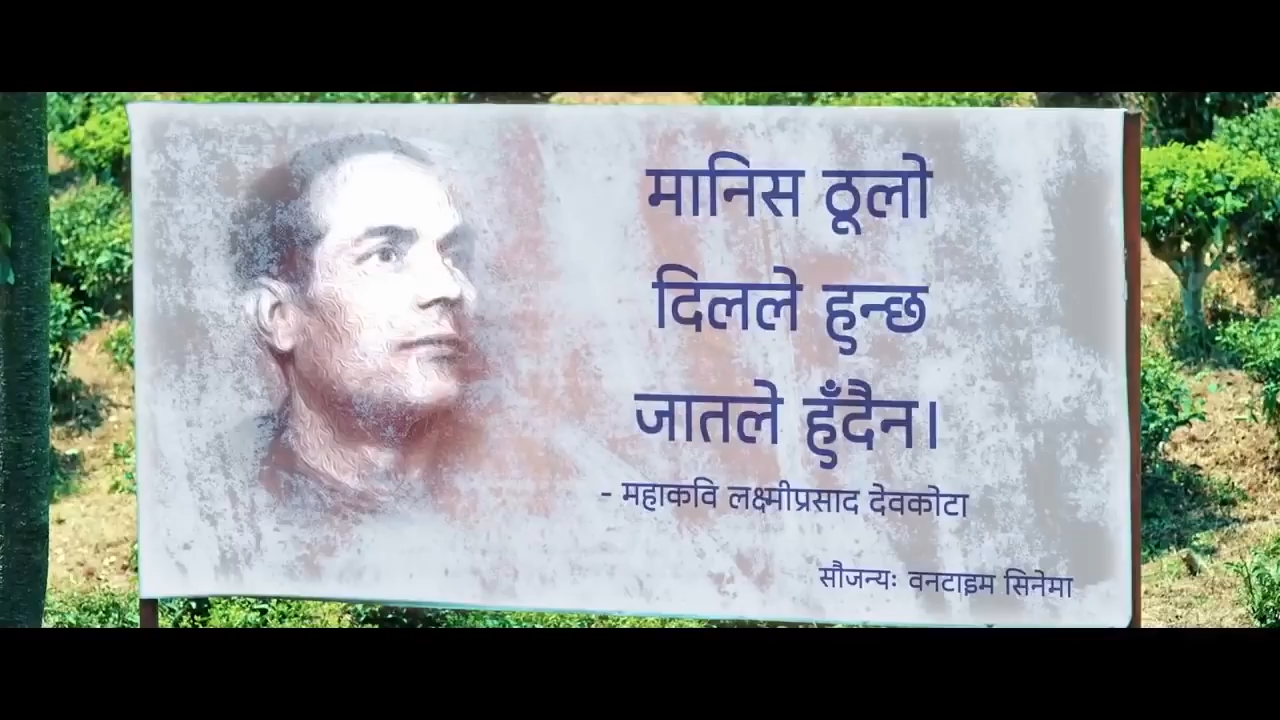 मानिस ठूलो
दिलले हुन्छ
जातले हुँदैन।
- महाकवि लक्ष्मीप्रसाद देवकोटा
सौजन्यः वनटाइम सिनेमा